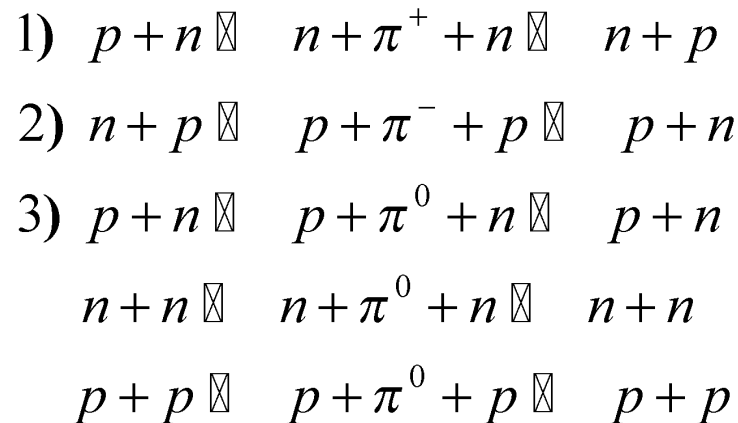 1) p + n n + π⁺ + n n + p
2) n + p p + π⁻ + p p + n
3) p + n p + π⁰ + n p + n
n + n n + π⁰ + n n + n
p + p p + π⁰ + p p + p